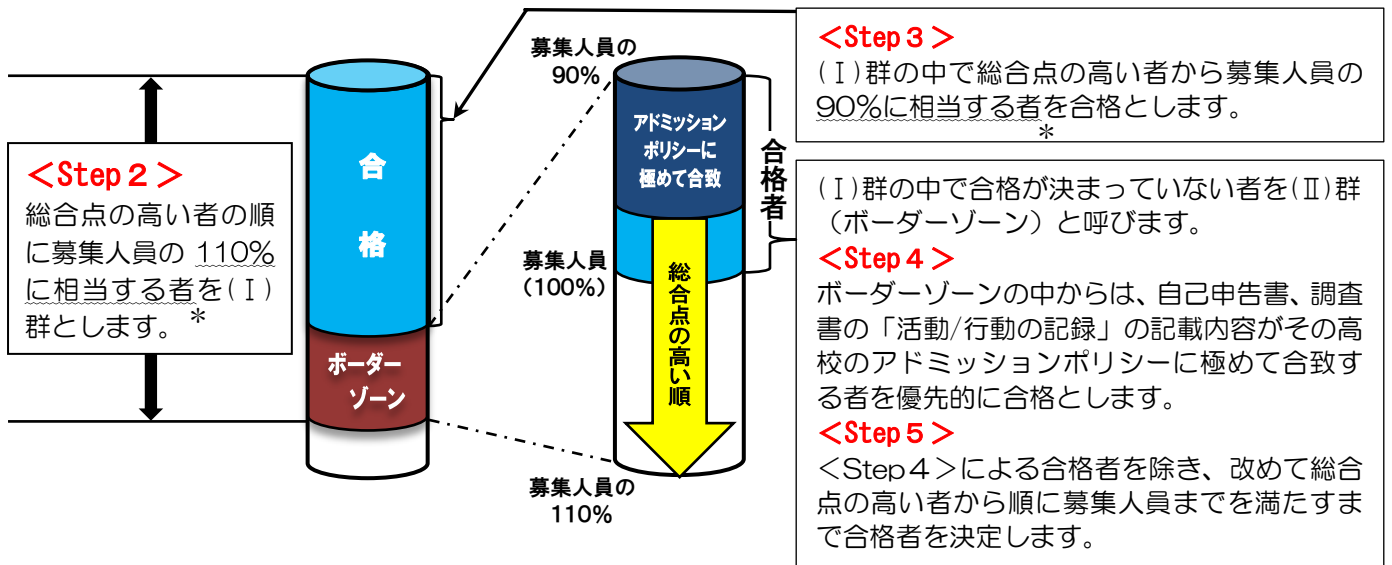 <Step2>
総合点の高い者の順
に募集人員の 110%
に相当する者を(Ⅰ)
群とします。 *
合
格
ボーダー
ゾーン
募集人員の
90%
募集人員
(100%)
募集人員の
110%
アドミッション
ポリシーに
極めて合致
総合点の高い順
合格者
<Step3>
(Ⅰ)群の中で総合点の高い者から募集人員の
90%に相当する者を合格とします。
*
(Ⅰ)群の中で合格が決まっていない者を(Ⅱ)群
(ボーダーゾーン)と呼びます。
<Step4>
ボーダーゾーンの中からは、自己申告書、調査
書の「活動/行動の記録」の記載内容がその高
校のアドミッションポリシーに極めて合致す
る者を優先的に合格とします。
<Step5>
<Step4>による合格者を除き、改めて総合
点の高い者から順に募集人員までを満たすま
で合格者を決定します。